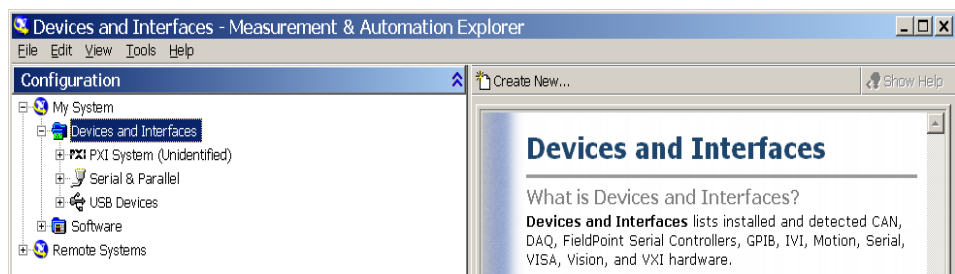 Devices and Interfaces - Measurement & Automation Explorer
File Edit View Tools Help
Configuration
My System
Devices and Interfaces
PXI PXI System (Unidentified)
Serial & Parallel
USB Devices
Software
Remote Systems
Create New...
Show Help
Devices and Interfaces
What is Devices and Interfaces?
Devices and Interfaces lists installed and detected CAN,
DAQ, FieldPoint Serial Controllers, GPIB, IVI, Motion, Serial,
VISA, Vision, and VXI hardware.